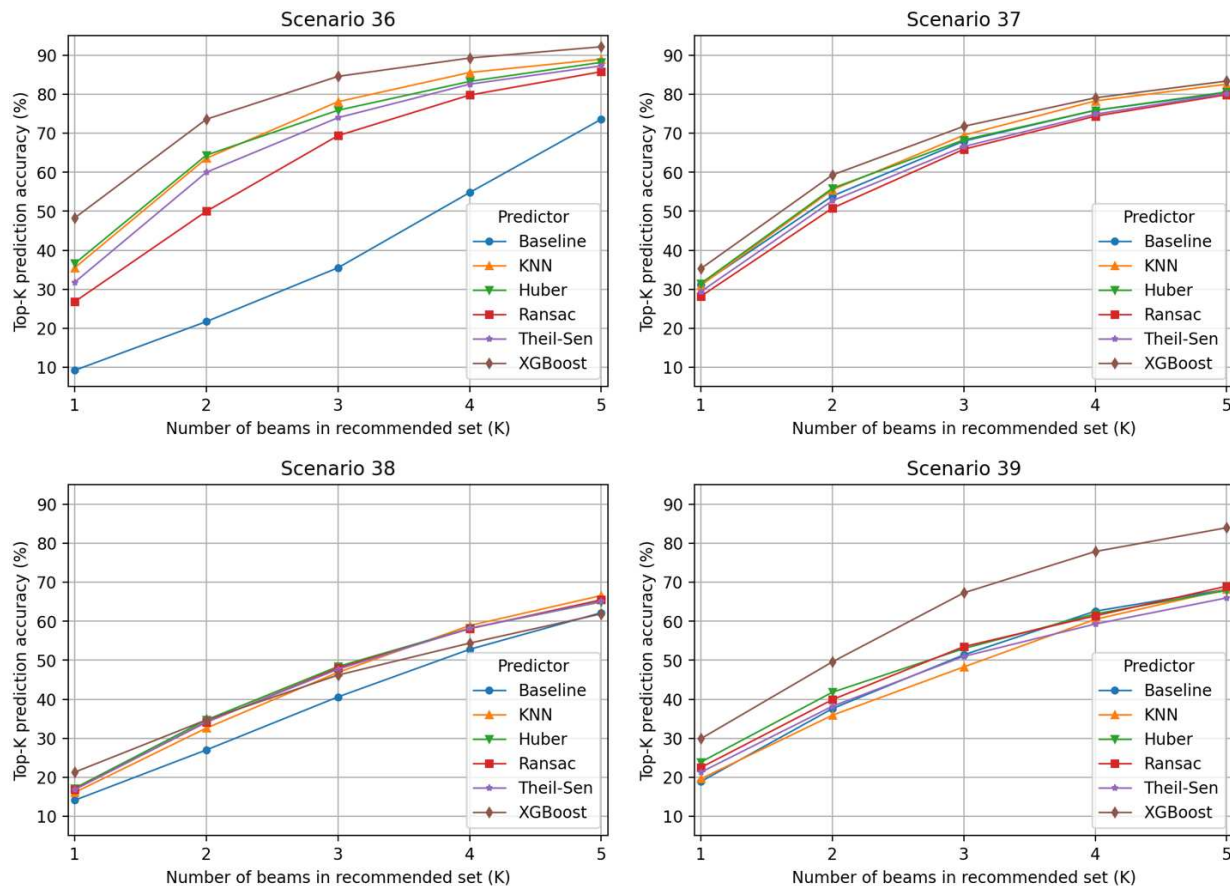 Scenario 36
Top-K prediction accuracy (%)
90
80
70
60
50
40
30
20
10
Predictor
Baseline
KNN
Huber
Ransac
Theil-Sen
XGBoost
1 2 3 4 5
Number of beams in recommended set (K)
Scenario 37
Top-K prediction accuracy (%)
90
80
70
60
50
40
30
20
10
Predictor
Baseline
KNN
Huber
Ransac
Theil-Sen
XGBoost
1 2 3 4 5
Number of beams in recommended set (K)
Scenario 38
Top-K prediction accuracy (%)
90
80
70
60
50
40
30
20
10
Predictor
Baseline
KNN
Huber
Ransac
Theil-Sen
XGBoost
1 2 3 4 5
Number of beams in recommended set (K)
Scenario 39
Top-K prediction accuracy (%)
90
80
70
60
50
40
30
20
10
Predictor
Baseline
KNN
Huber
Ransac
Theil-Sen
XGBoost
1 2 3 4 5
Number of beams in recommended set (K)